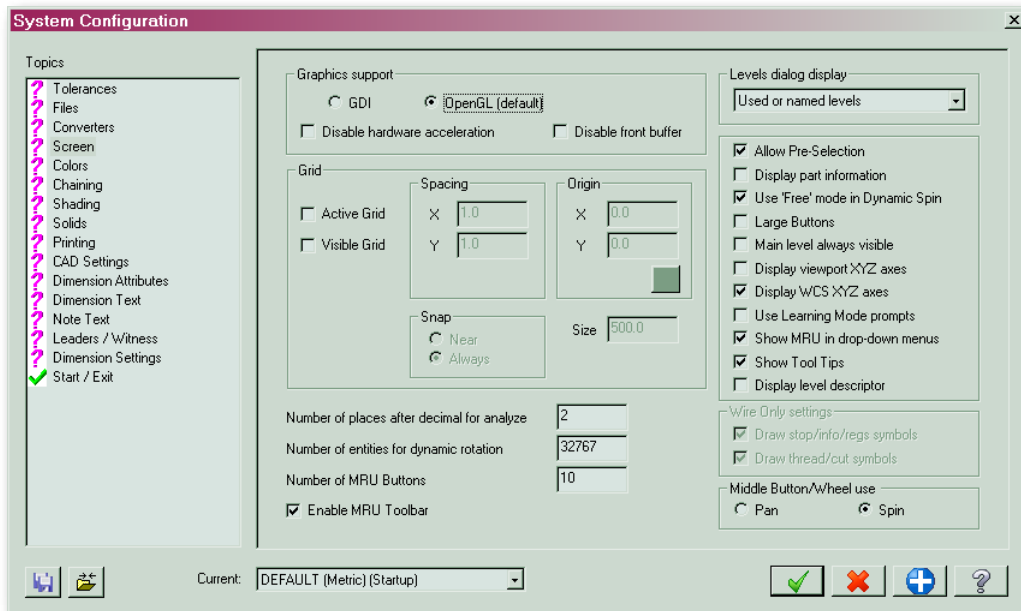 System Configuration
Topics
Tolerances
Files
Converters
Screen
Colors
Chaining
Shading
Solids
Printing
CAD Settings
Dimension Attributes
Dimension Text
Note Text
Leaders / Witness
Dimension Settings
Start / Exit
Graphics support
GDI
OpenGL (default)
Disable hardware acceleration
Disable front buffer
Grid
Active Grid
Visible Grid
Spacing
X 1.0
Y 1.0
Origin
X 0.0
Y 0.0
Snap
Near
Always
Size 500.0
Number of places after decimal for analyze 2
Number of entities for dynamic rotation 32767
Number of MRU Buttons 10
Enable MRU Toolbar
Levels dialog display
Used or named levels
Allow Pre-Selection
Display part information
Use 'Free' mode in Dynamic Spin
Large Buttons
Main level always visible
Display viewport XYZ axes
Display WCS XYZ axes
Use Learning Mode prompts
Show MRU in drop-down menus
Show Tool Tips
Display level descriptor
Wire Only settings
Draw stop/info/regs symbols
Draw thread/cut symbols
Middle Button/Wheel use
Pan
Spin
Current: DEFAULT (Metric) (Startup)